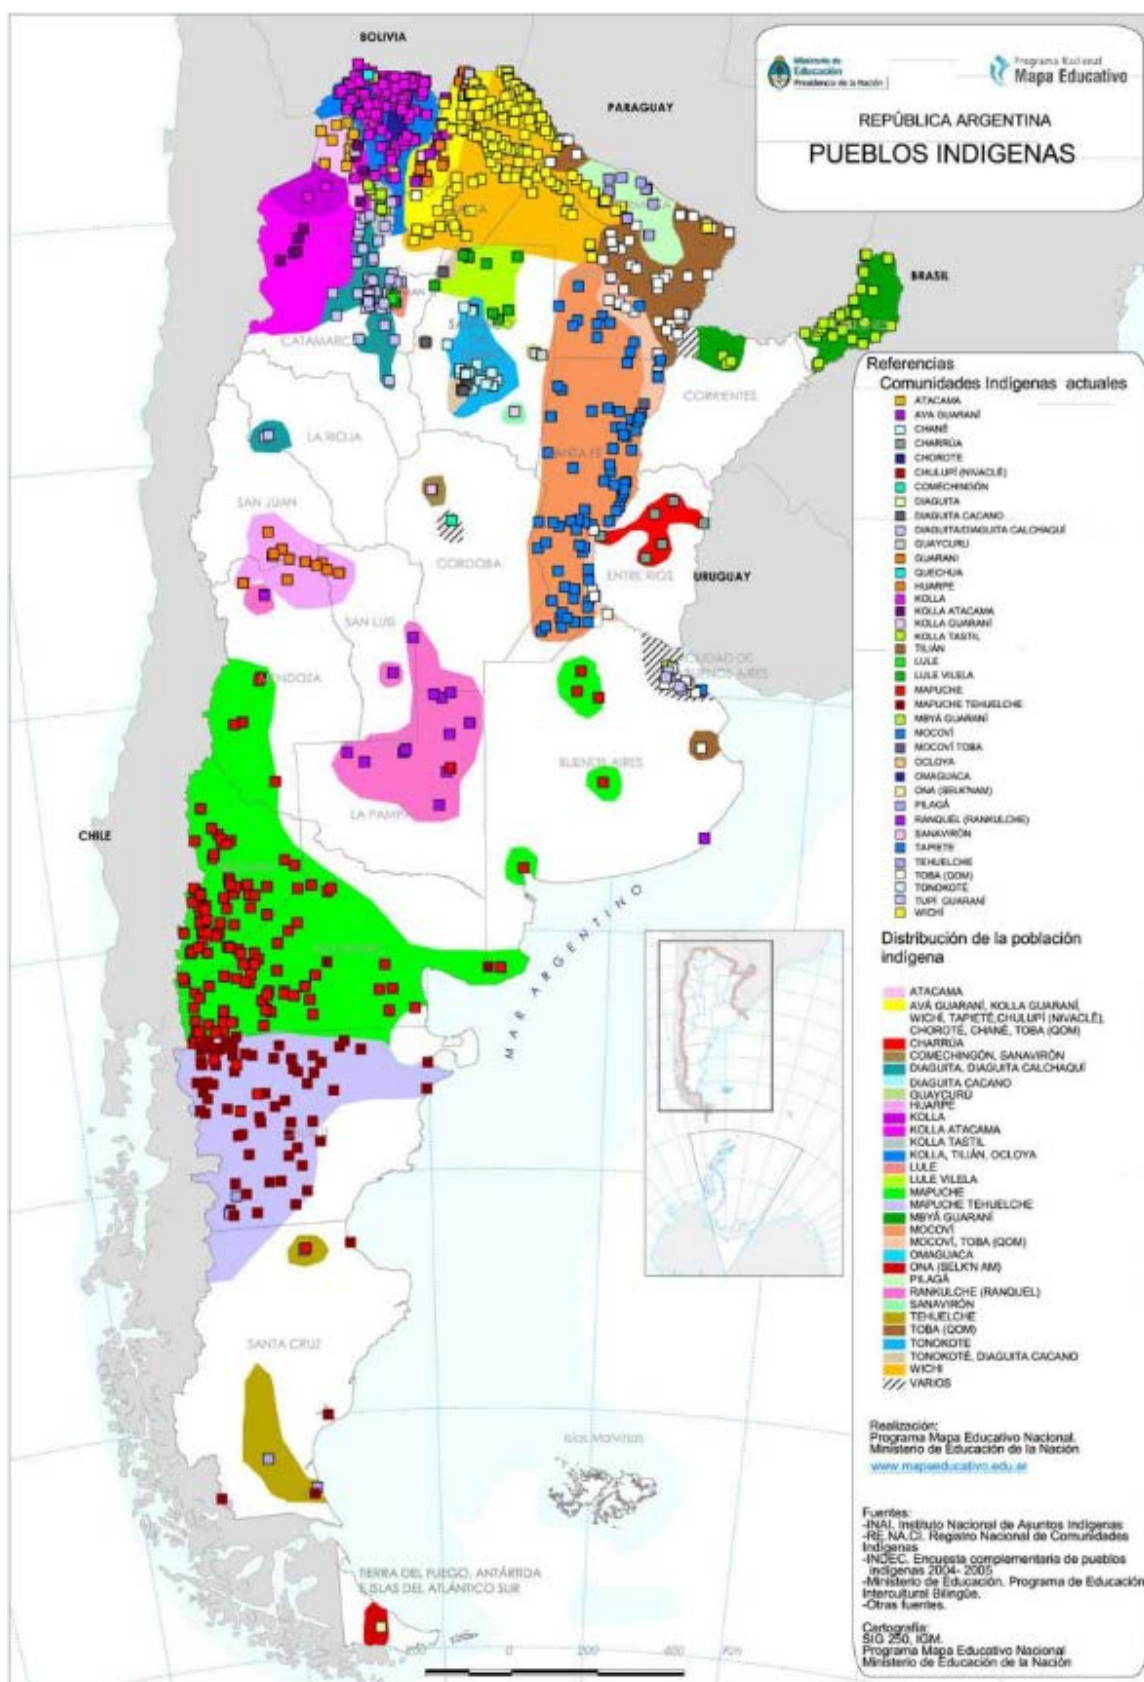 BOLIVIA
PARAGUAY
BRASIL
URUGUAY
CHILE
Ministerio de
Educación
Presidencia de la Nación
Programa Nacional
Mapa Educativo
REPÚBLICA ARGENTINA
PUEBLOS INDIGENAS
CATAMARCA
LA RIOJA
SAN JUAN
CORDOBA
SAN LUIS
MENDOZA
LA PAMPA
BUENOS AIRES
CIUDAD DE
BUENOS AIRES
ENTRE RIOS
SANTA FE
CORRIENTES
SANTA CRUZ
MAR ARGENTINO
Islas Malvinas
TIERRA DEL FUEGO, ANTÁRTIDA
E ISLAS DEL ATLÁNTICO SUR
200
0
200
Km
Referencias
Comunidades Indígenas actuales
ATACAMA
AVA GUARANÍ
CHANÉ
CHARRÚA
CHOROTE
CHULUPÍ (NIVACLÉ)
COMECHINGÓN
DIAGUITA
DIAGUITA CACANO
DIAGUITA/DIAGUITA CALCHAQUÍ
GUAYCURU
GUARANI
QUECHUA
HUARPE
KOLLA
KOLLA ATACAMA
KOLLA GUARANÍ
KOLLA TASTIL
TILIÁN
LULE
LULE VILELA
MAPUCHE
MAPUCHE TEHUELCHE
MBYÁ GUARANÍ
MOCOVÍ
MOCOVÍ TOBA
OCLOYA
OMAGUACA
ONA (SELK'NAM)
PILAGÁ
RANQUEL (RANKULCHE)
SANAVIRÓN
TAPIETE
TEHUELCHE
TOBA (QOM)
TONOKOTÉ
TUPÍ GUARANÍ
WICHÍ
Distribución de la población
indígena
ATACAMA
AVÁ GUARANÍ, KOLLA GUARANÍ,
WICHÍ, TAPIETÉ, CHULUPÍ (NIVACLÉ),
CHOROTE, CHANÉ, TOBA (QOM)
CHARRÚA
COMECHINGÓN, SANAVIRÓN
DIAGUITA, DIAGUITA CALCHAQUÍ
DIAGUITA CACANO
GUAYCURÚ
HUARPE
KOLLA
KOLLA ATACAMA
KOLLA TASTIL
KOLLA, TILIÁN, OCLOYA
LULE
LULE VILELA
MAPUCHE
MAPUCHE TEHUELCHE
MBYÁ GUARANÍ
MOCOVÍ
MOCOVÍ, TOBA (QOM)
OMAGUACA
ONA (SELK'N AM)
PILAGÁ
RANKULCHE (RANQUEL)
SANAVIRÓN
TEHUELCHE
TOBA (QOM)
TONOKOTE
TONOKOTÉ, DIAGUITA CACANO
WICHI
VARIOS
Realización:
Programa Mapa Educativo Nacional.
Ministerio de Educación de la Nación
www.mapaeducativo.edu.ar
Fuentes:
-INAI. Instituto Nacional de Asuntos Indígenas
-RE.NA.CI. Registro Nacional de Comunidades
Indígenas
-INDEC. Encuesta complementaria de pueblos
indígenas 2004- 2005
-Ministerio de Educación. Programa de Educación
Intercultural Bilingüe.
-Otras fuentes.
Cartografía:
SIG 250, IGM.
Programa Mapa Educativo Nacional
Ministerio de Educación de la Nación